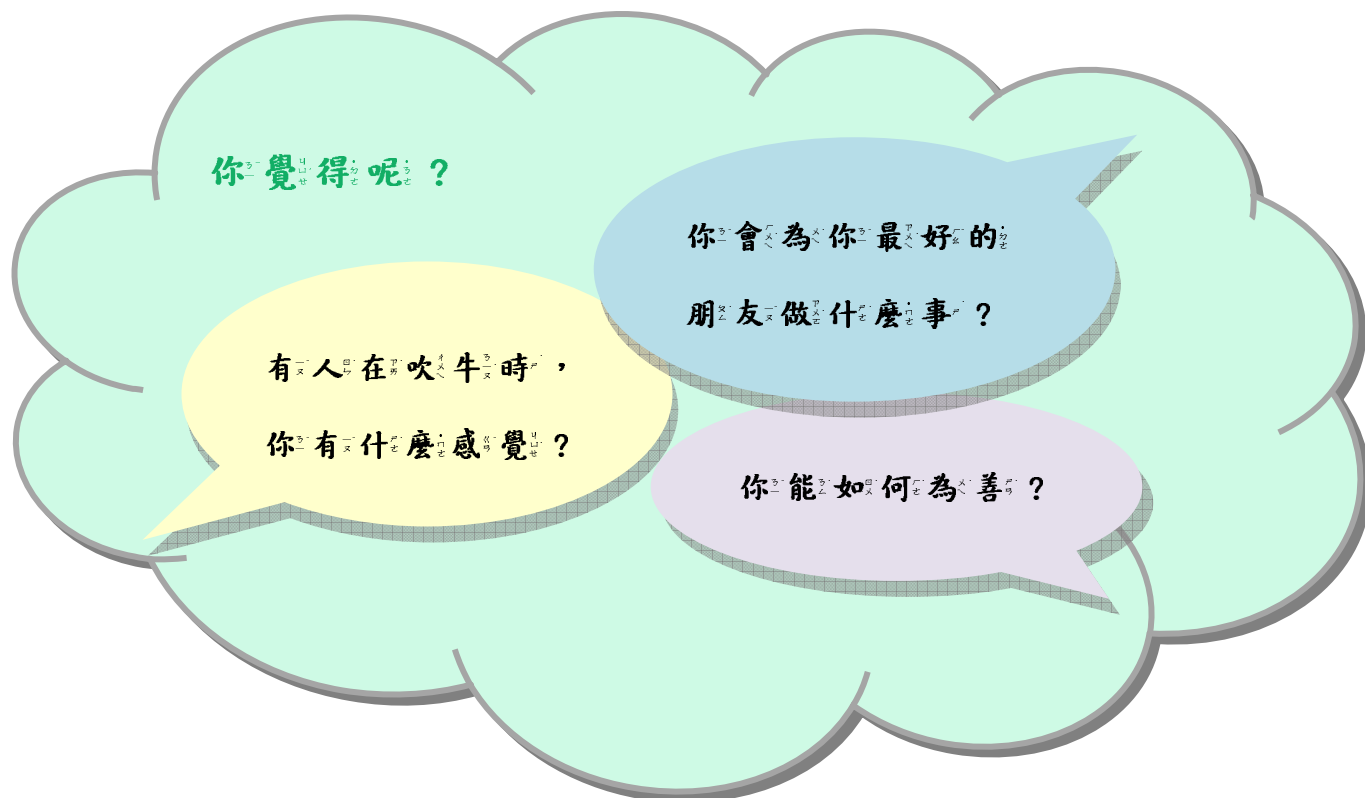 你覺得呢？
你會為你最好的
朋友做什麼事？
有人在吹牛時，
你有什麼感覺？
你能如何為善？